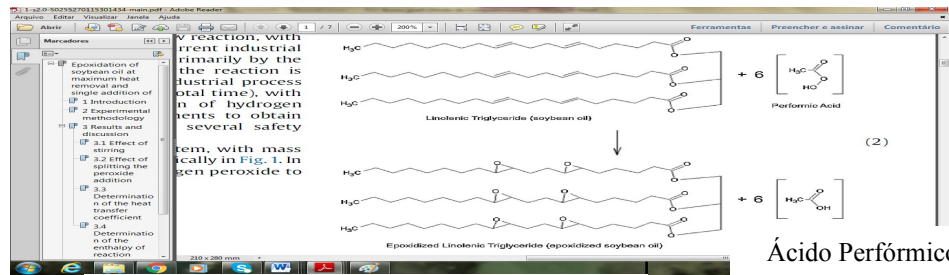 1-s2.0-S0255270115301434-main.pdf - Adobe Reader
Arquivo Editar Visualizar Janela Ajuda
Abrir
1 / 7
200%
Ferramentas
Preencher e assinar
Comentário
Marcadores
Epoxidation of
soybean oil at
maximum heat
removal and
single addition of
1 Introduction
2 Experimental
methodology
3 Results and
discussion
3.1 Effect of
stirring
3.2 Effect of
splitting the
peroxide
addition
3.3
Determinatio
n of the heat
transfer
coefficient
3.4
Determinatio
n of the
enthalpy of
reaction
w reaction, with
rrent industrial
rimarily by the
the reaction is
dustrial process
otal time), with
n of hydrogen
nents to obtain
several safety
tem, with mass
ically in Fig. 1. In
gen peroxide to
210 x 280 mm
H₃C
O
O
H₃C
O
O
H₃C
O
O
Linolenic Triglyceride (soybean oil)
+ 6
H₃C
O
O
HO
Performic Acid
(2)
H₃C
O
O
O
O
H₃C
O
O
O
O
H₃C
O
O
O
O
Epoxidized Linolenic Triglyceride (epoxidized soybean oil)
+ 6
H₃C
O
OH
Ácido Perfórmico